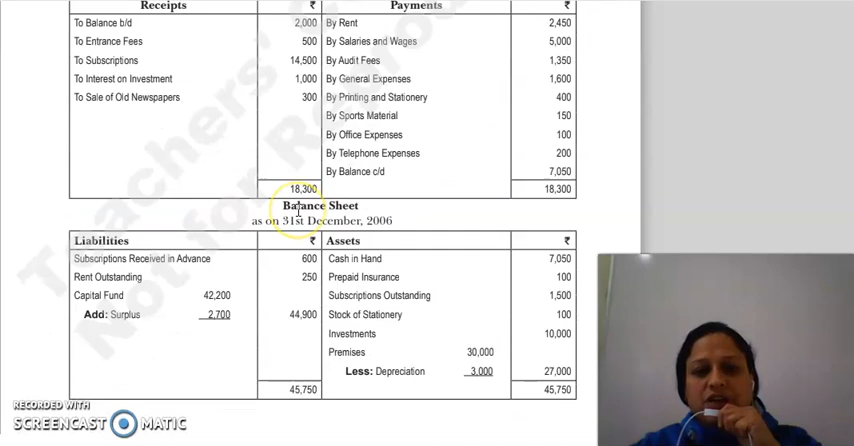 Receipts ₹ Payments ₹
To Balance b/d 2,000 By Rent 2,450
To Entrance Fees 500 By Salaries and Wages 5,000
To Subscriptions 14,500 By Audit Fees 1,350
To Interest on Investment 1,000 By General Expenses 1,600
To Sale of Old Newspapers 300 By Printing and Stationery 400
By Sports Material 150
By Office Expenses 100
By Telephone Expenses 200
By Balance c/d 7,050
18,300 18,300
Balance Sheet
as on 31st December, 2006
Liabilities ₹ Assets ₹
Subscriptions Received in Advance 600 Cash in Hand 7,050
Rent Outstanding 250 Prepaid Insurance 100
Capital Fund 42,200 Subscriptions Outstanding 1,500
Add: Surplus 2,700 44,900 Stock of Stationery 100
Investments 10,000
Premises 30,000
Less: Depreciation 3,000 27,000
45,750 45,750
Teachers'
Not for
RECORDED WITH
SCREENCAST MATIC